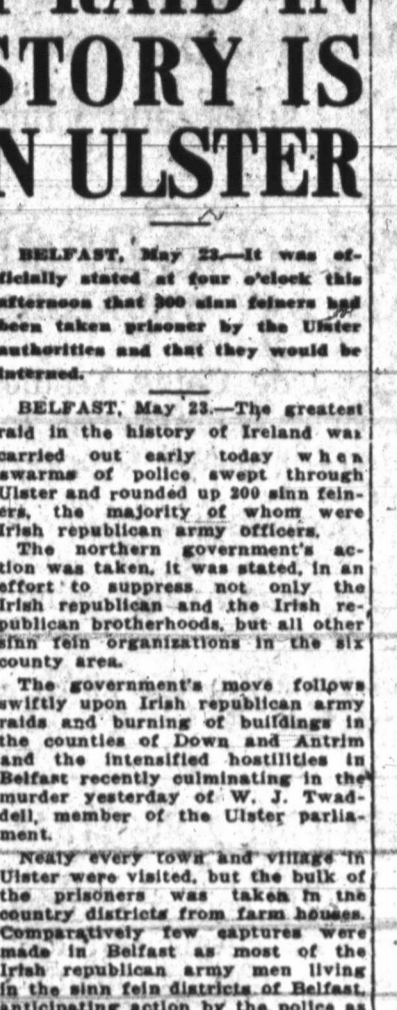 RAID IN
STORY IS
N ULSTER
BELFAST, May 23.—It was of-
ficially stated at four o'clock this
afternoon that 300 sinn feiners had
been taken prisoner by the Ulster
authorities and that they would be
interned.
BELFAST, May 23.—The greatest
raid in the history of Ireland was
carried out early today when
swarms of police swept through
Ulster and rounded up 200 sinn fein-
ers, the majority of whom were
Irish republican army officers.
The northern government's ac-
tion was taken, it was stated, in an
effort to suppress not only the
Irish republican and the Irish re-
publican brotherhoods, but all other
sinn fein organizations in the six
county area.
The government's move follows
swiftly upon Irish republican army
raids and burning of buildings in
the counties of Down and Antrim
and the intensified hostilities in
Belfast recently culminating in the
murder yesterday of W. J. Twad-
dell, member of the Ulster parlia-
ment.
Nealy every town and village in
Ulster were visited, but the bulk of
the prisoners was taken in the
country districts from farm houses.
Comparatively few captures were
made in Belfast as most of the
Irish republican army men living
in the sinn fein districts of Belfast,
anticipating action by the police as